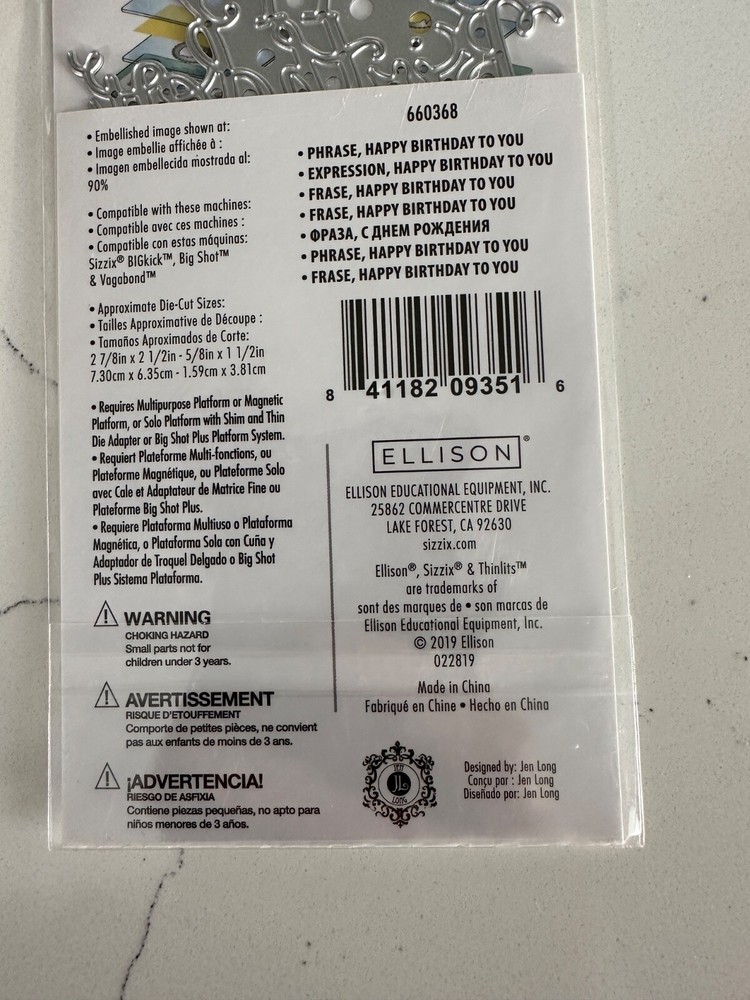 • Embellished image shown at:
• Image embellie affichée à :
• Imagen embellecida mostrada al:
90%
• Compatible with these machines:
• Compatible avec ces machines :
• Compatible con estas máquinas:
Sizzix® BIGkick™, Big Shot™
& Vagabond™
• Approximate Die-Cut Sizes:
• Tailles Approximative de Découpe :
• Tamaños Aproximados de Corte:
2 7/8in x 2 1/2in - 5/8in x 1 1/2in
7.30cm x 6.35cm - 1.59cm x 3.81cm
• Requires Multipurpose Platform or Magnetic
Platform, or Solo Platform with Shim and Thin
Die Adapter or Big Shot Plus Platform System.
• Requiert Plateforme Multi-fonctions, ou
Plateforme Magnétique, ou Plateforme Solo
avec Cale et Adaptateur de Matrice Fine ou
Plateforme Big Shot Plus.
• Requiere Plataforma Multiuso o Plataforma
Magnética, o Plataforma Sola con Cuña y
Adaptador de Troquel Delgado o Big Shot
Plus Sistema Plataforma.
WARNING
CHOKING HAZARD
Small parts not for
children under 3 years.
AVERTISSEMENT
RISQUE D'ETOUFFEMENT
Comporte de petites pièces, ne convient
pas aux enfants de moins de 3 ans.
¡ADVERTENCIA!
RIESGO DE ASFIXIA
Contiene piezas pequeñas, no apto para
niños menores de 3 años.
660368
• PHRASE, HAPPY BIRTHDAY TO YOU
• EXPRESSION, HAPPY BIRTHDAY TO YOU
• FRASE, HAPPY BIRTHDAY TO YOU
• FRASE, HAPPY BIRTHDAY TO YOU
• ФРАЗА, С ДНЕМ РОЖДЕНИЯ
• PHRASE, HAPPY BIRTHDAY TO YOU
• FRASE, HAPPY BIRTHDAY TO YOU
8 41182 09351 6
ELLISON®
ELLISON EDUCATIONAL EQUIPMENT, INC.
25862 COMMERCENTRE DRIVE
LAKE FOREST, CA 92630
sizzix.com
Ellison®, Sizzix® & Thinlits™
are trademarks of
sont des marques de • son marcas de
Ellison Educational Equipment, Inc.
© 2019 Ellison
022819
Made in China
Fabriqué en Chine • Hecho en China
JEN
JL
LONG
Designed by: Jen Long
Conçu par : Jen Long
Diseñado por: Jen Long